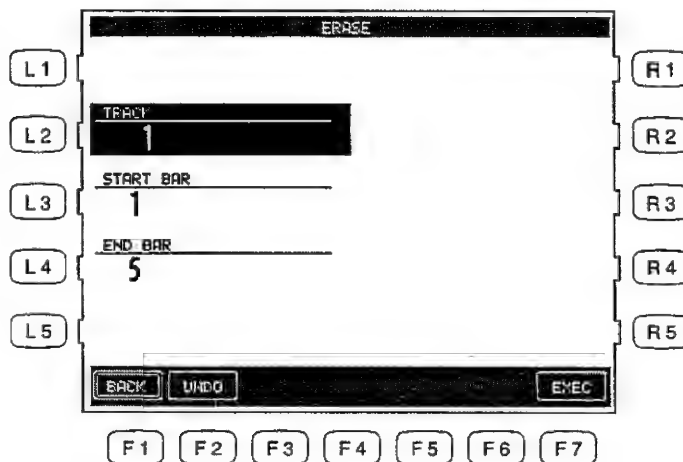 ERASE
L1
R1
TRACK
1
L2
R2
START BAR
1
L3
R3
END BAR
5
L4
R4
L5
R5
BACK UNDO EXEC
F1 F2 F3 F4 F5 F6 F7